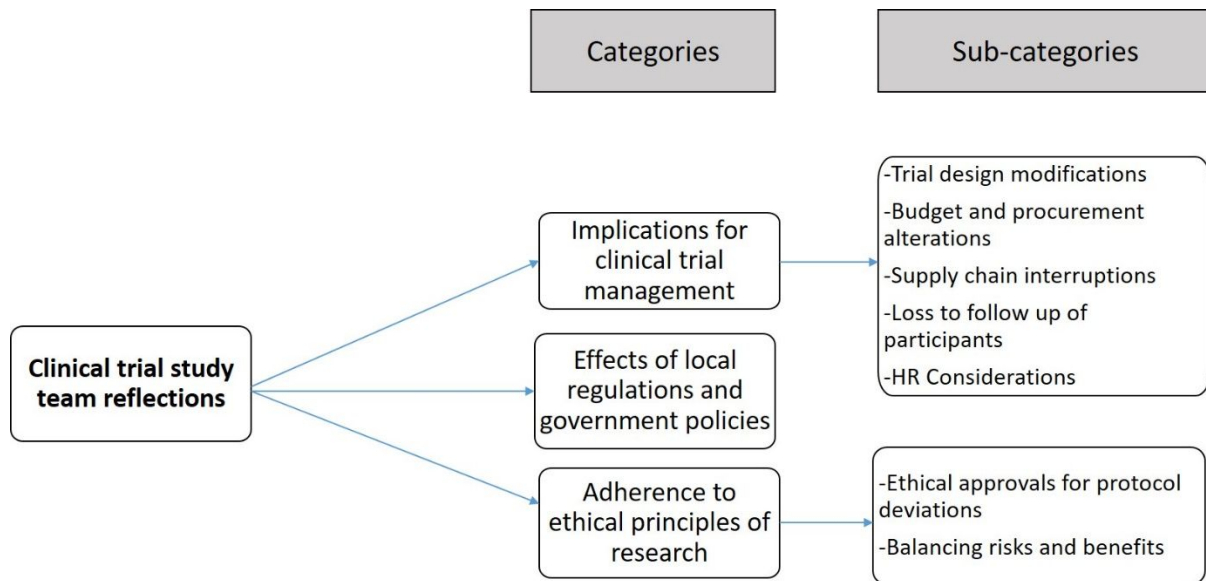 Categories
Sub-categories
Clinical trial study
team reflections
Implications for
clinical trial
management
-Trial design modifications
-Budget and procurement
alterations
-Supply chain interruptions
-Loss to follow up of
participants
-HR Considerations
Effects of local
regulations and
government policies
Adherence to
ethical principles of
research
-Ethical approvals for protocol
deviations
-Balancing risks and benefits